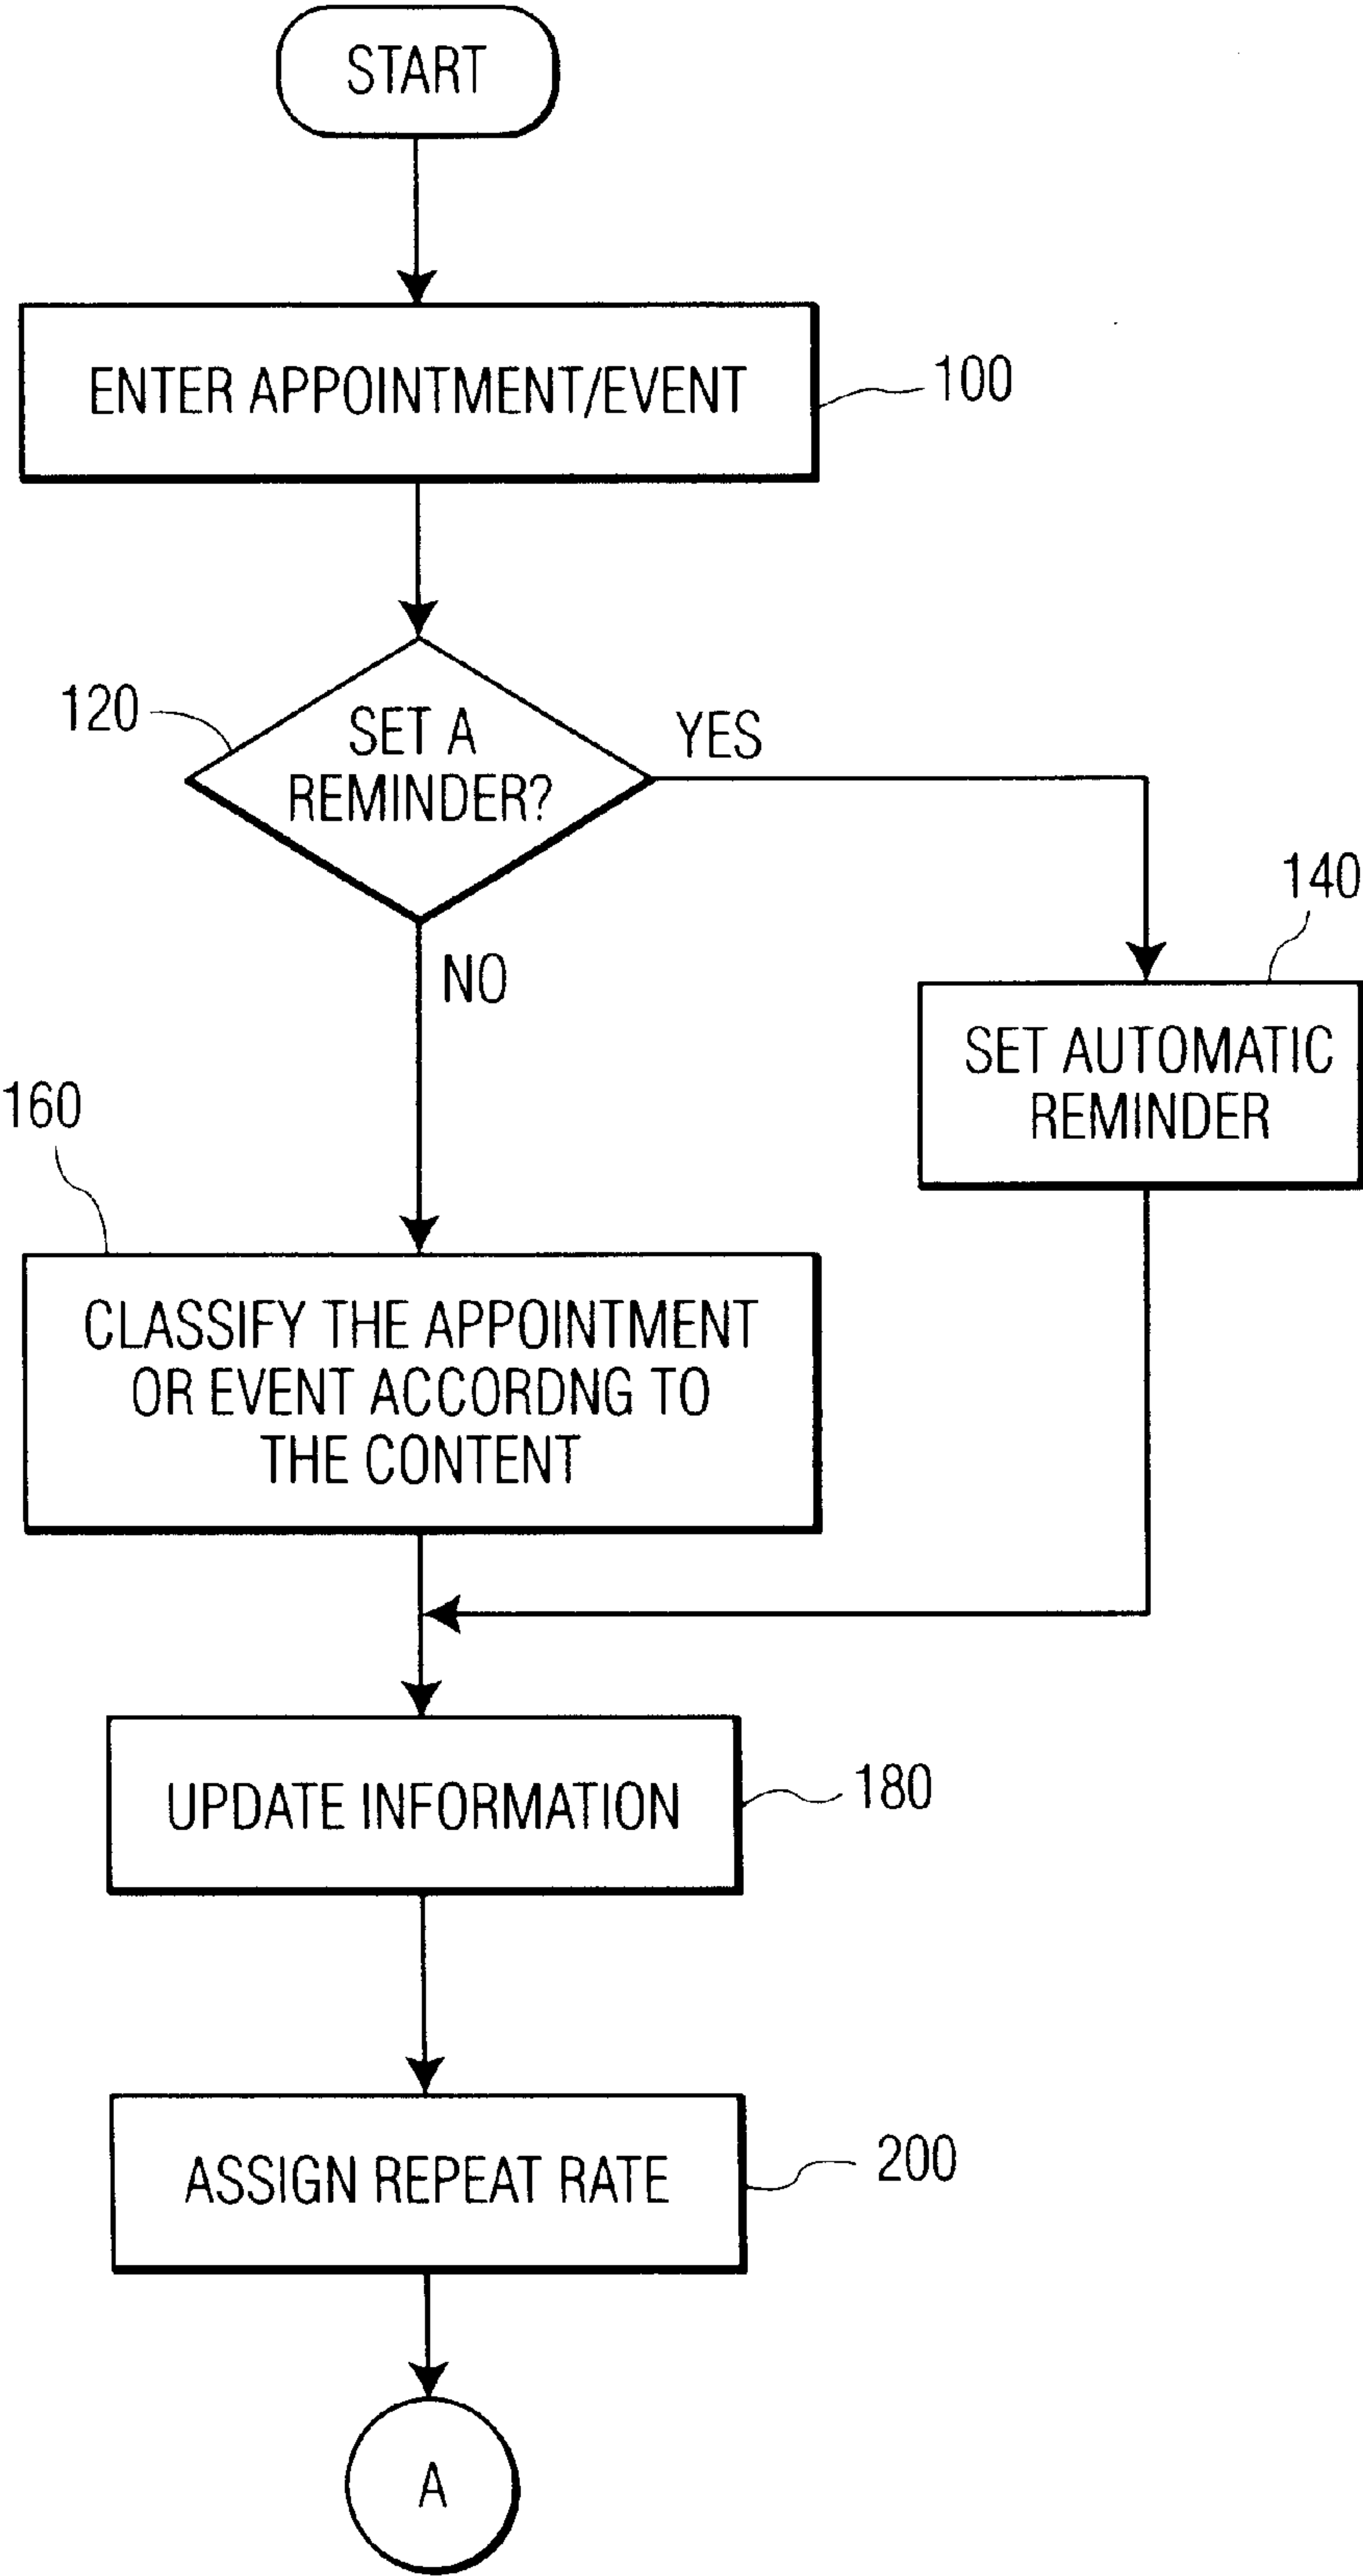 START
ENTER APPOINTMENT/EVENT
100
120
SET A
REMINDER?
YES
NO
140
SET AUTOMATIC
REMINDER
160
CLASSIFY THE APPOINTMENT
OR EVENT ACCORDNG TO
THE CONTENT
UPDATE INFORMATION
180
ASSIGN REPEAT RATE
200
A